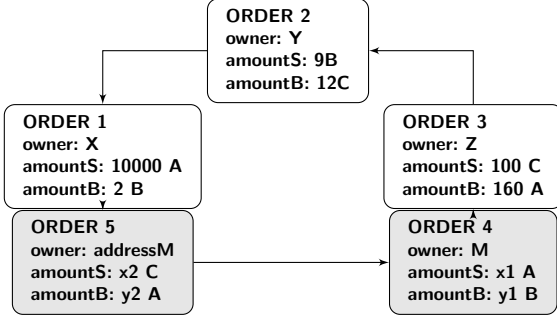 ORDER 2
owner: Y
amountS: 9B
amountB: 12C
ORDER 1
owner: X
amountS: 10000 A
amountB: 2 B
ORDER 3
owner: Z
amountS: 100 C
amountB: 160 A
ORDER 5
owner: addressM
amountS: x2 C
amountB: y2 A
ORDER 4
owner: M
amountS: x1 A
amountB: y1 B